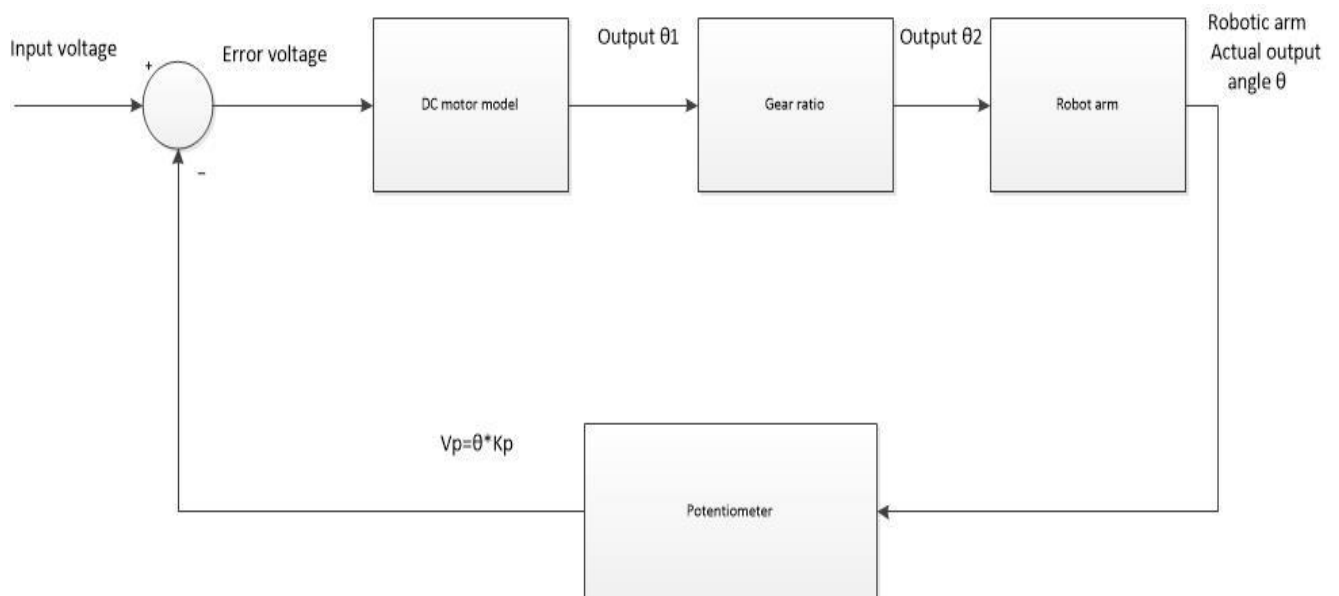 Input voltage
+
Error voltage
DC motor model
Output θ1
Gear ratio
Output θ2
Robot arm
Robotic arm
Actual output
angle θ
–
Vp=θ*Kp
Potentiometer